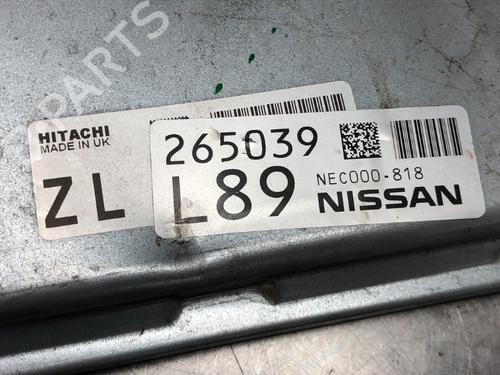 PARTS
HITACHI
MADE IN UK
ZL
265039
L89
NEC000-818
NISSAN